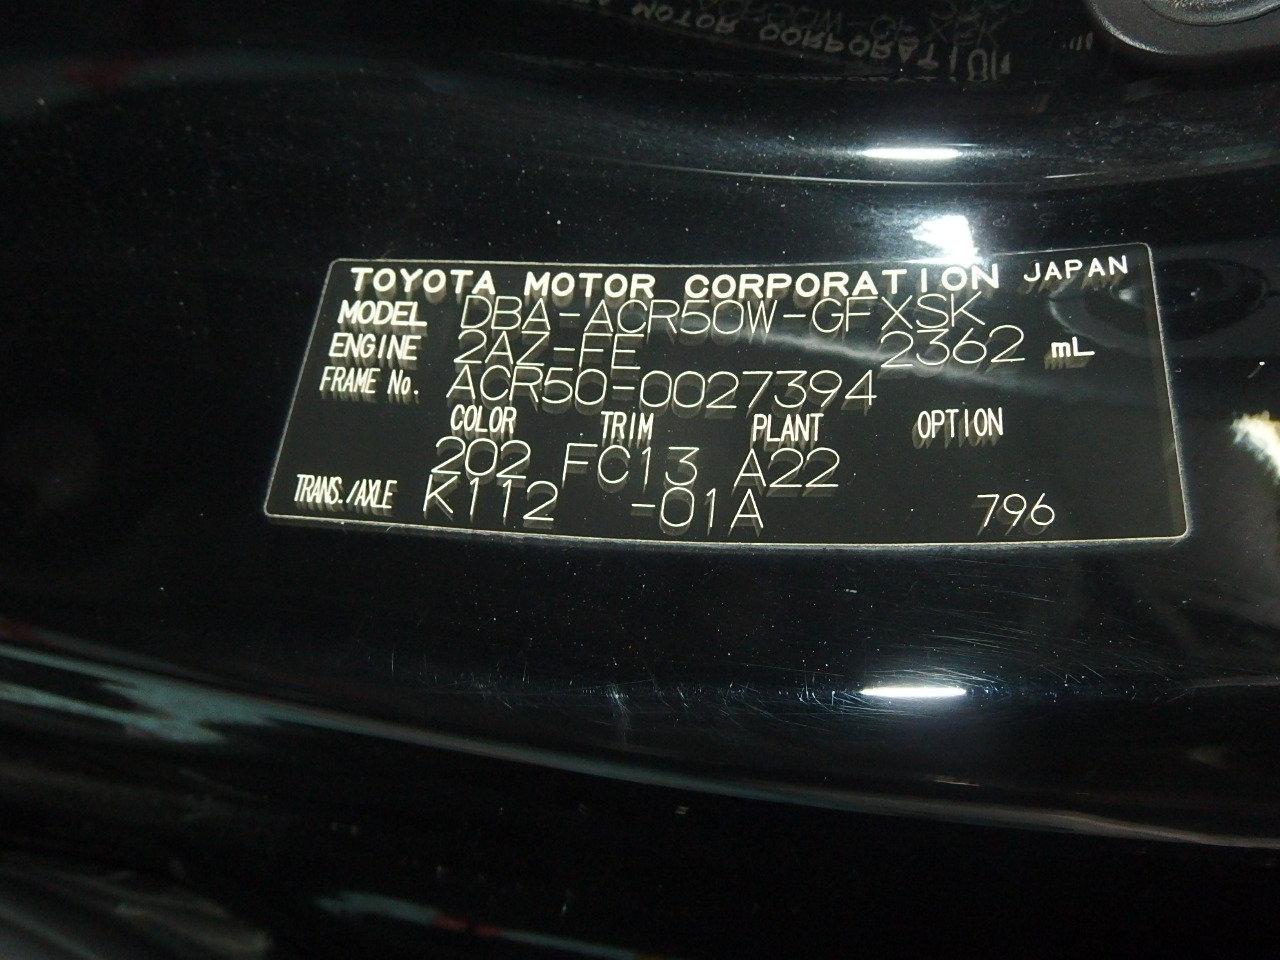 TOYOTA MOTOR CORPORATION JAPAN
MODEL DBA-ACR50W-GFXSK
ENGINE 2AZ-FE 2362 mL
FRAME No. ACR50-0027394
COLOR TRIM PLANT OPTION
202 FC13 A22
TRANS./AXLE K112 -01A 796